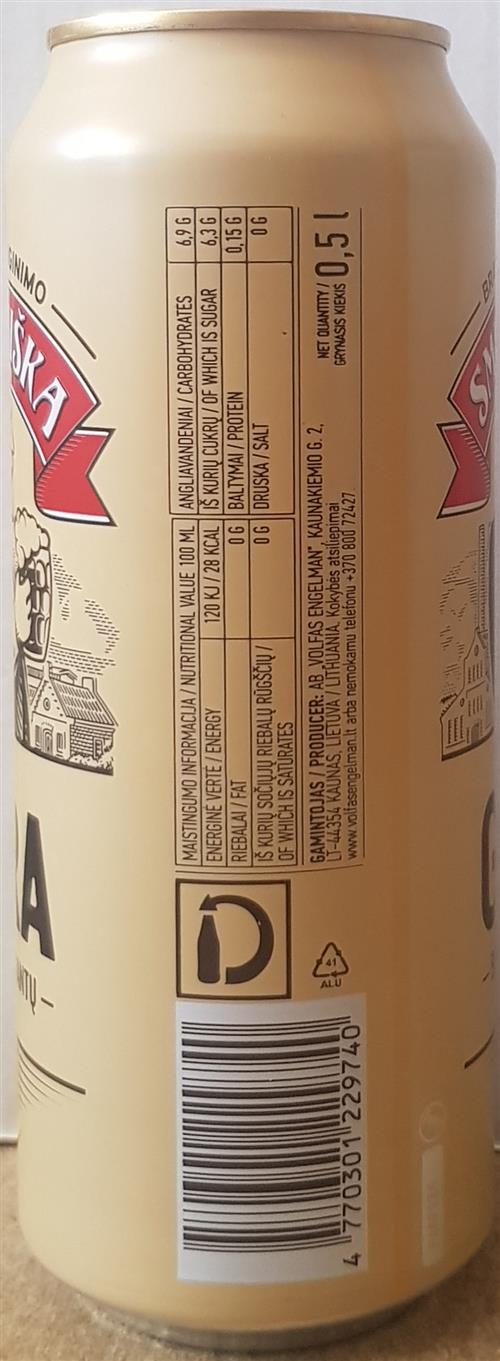 GINIMO
IŠKA
RA
NTŲ
MAISTINGUMO INFORMACIJA / NUTRITIONAL VALUE 100 ML
ENERGINĖ VERTĖ / ENERGY 120 KJ / 28 KCAL
RIEBALAI / FAT 0 G
IŠ KURIŲ SOČIŲJŲ RIEBALŲ RŪGŠČIŲ / 0 G
OF WHICH IS SATURATES
ANGLIAVANDENIAI / CARBOHYDRATES 6,9 G
IŠ KURIŲ CUKRŲ / OF WHICH IS SUGAR 6,3 G
BALTYMAI / PROTEIN 0,15 G
DRUSKA / SALT 0 G
GAMINTOJAS / PRODUCER: AB „VOLFAS ENGELMAN“, KAUNAKIEMIO G. 2,
LT-44354 KAUNAS, LIETUVA / LITHUANIA. Kokybės atsiliepimai
www.volfasengelman.lt arba nemokamu telefonu +370 800 72427
NET QUANTITY /
GRYNASIS KIEKIS 0,5 l
41
ALU
4 770301 229740
BR
SM
G